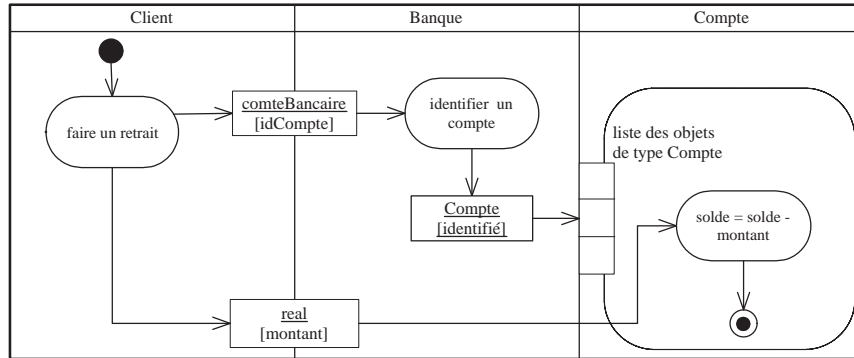 Client
Banque
Compte
faire un retrait
comteBancaire
[idCompte]
identifier un
compte
Compte
[identifié]
liste des objets
de type Compte
solde = solde -
montant
real
[montant]